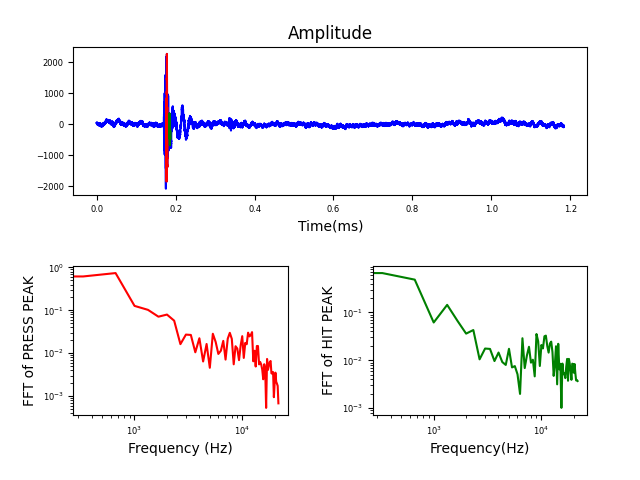 Amplitude
2000
1000
0
−1000
−2000
0.0 0.2 0.4 0.6 0.8 1.0 1.2
Time(ms)
10⁰
10⁻¹
10⁻²
10⁻³
FFT of PRESS PEAK
10³ 10⁴
Frequency (Hz)
10⁻¹
10⁻²
10⁻³
FFT of HIT PEAK
10³ 10⁴
Frequency(Hz)